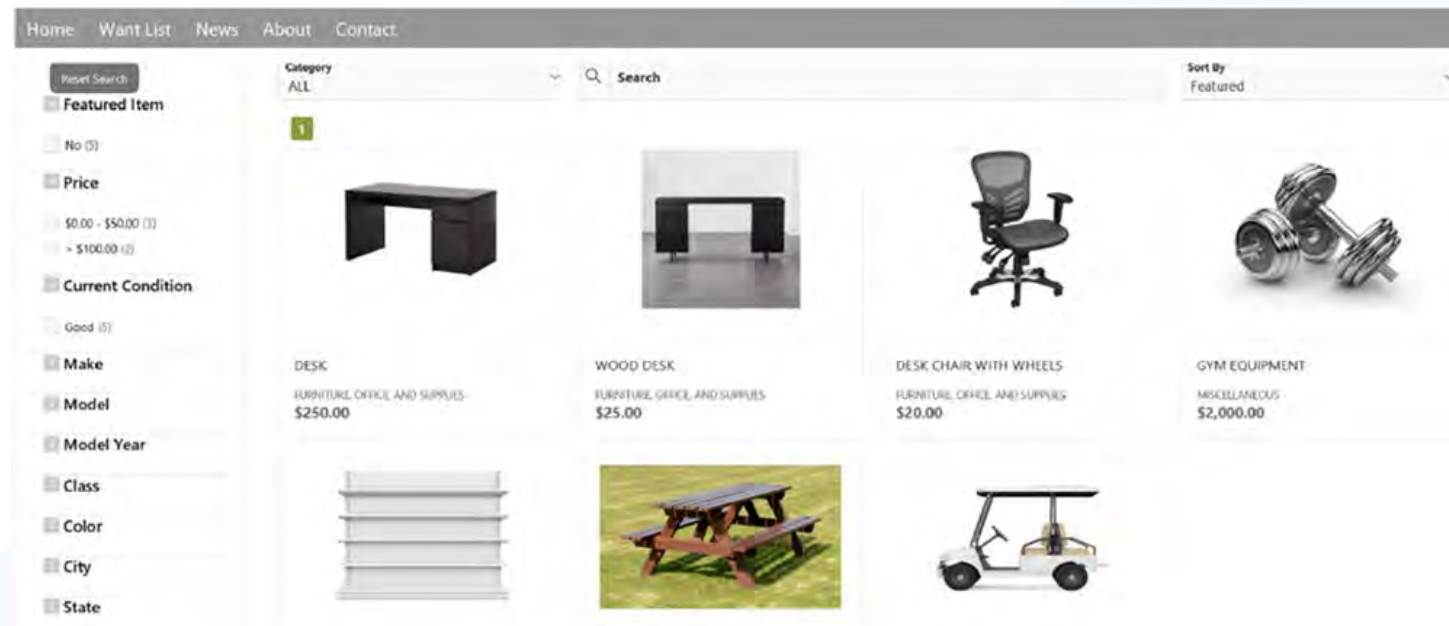 Home Want List News About Contact
Reset Search
Featured Item
No (5)
Price
$0.00 - $50.00 (3)
> $100.00 (2)
Current Condition
Good (5)
Make
Model
Model Year
Class
Color
City
State
Category
ALL
Search
Sort By
Featured
1
DESK
FURNITURE, OFFICE, AND SUPPLIES
$250.00
WOOD DESK
FURNITURE, OFFICE, AND SUPPLIES
$25.00
DESK CHAIR WITH WHEELS
FURNITURE, OFFICE, AND SUPPLIES
$20.00
GYM EQUIPMENT
MISCELLANEOUS
$2,000.00